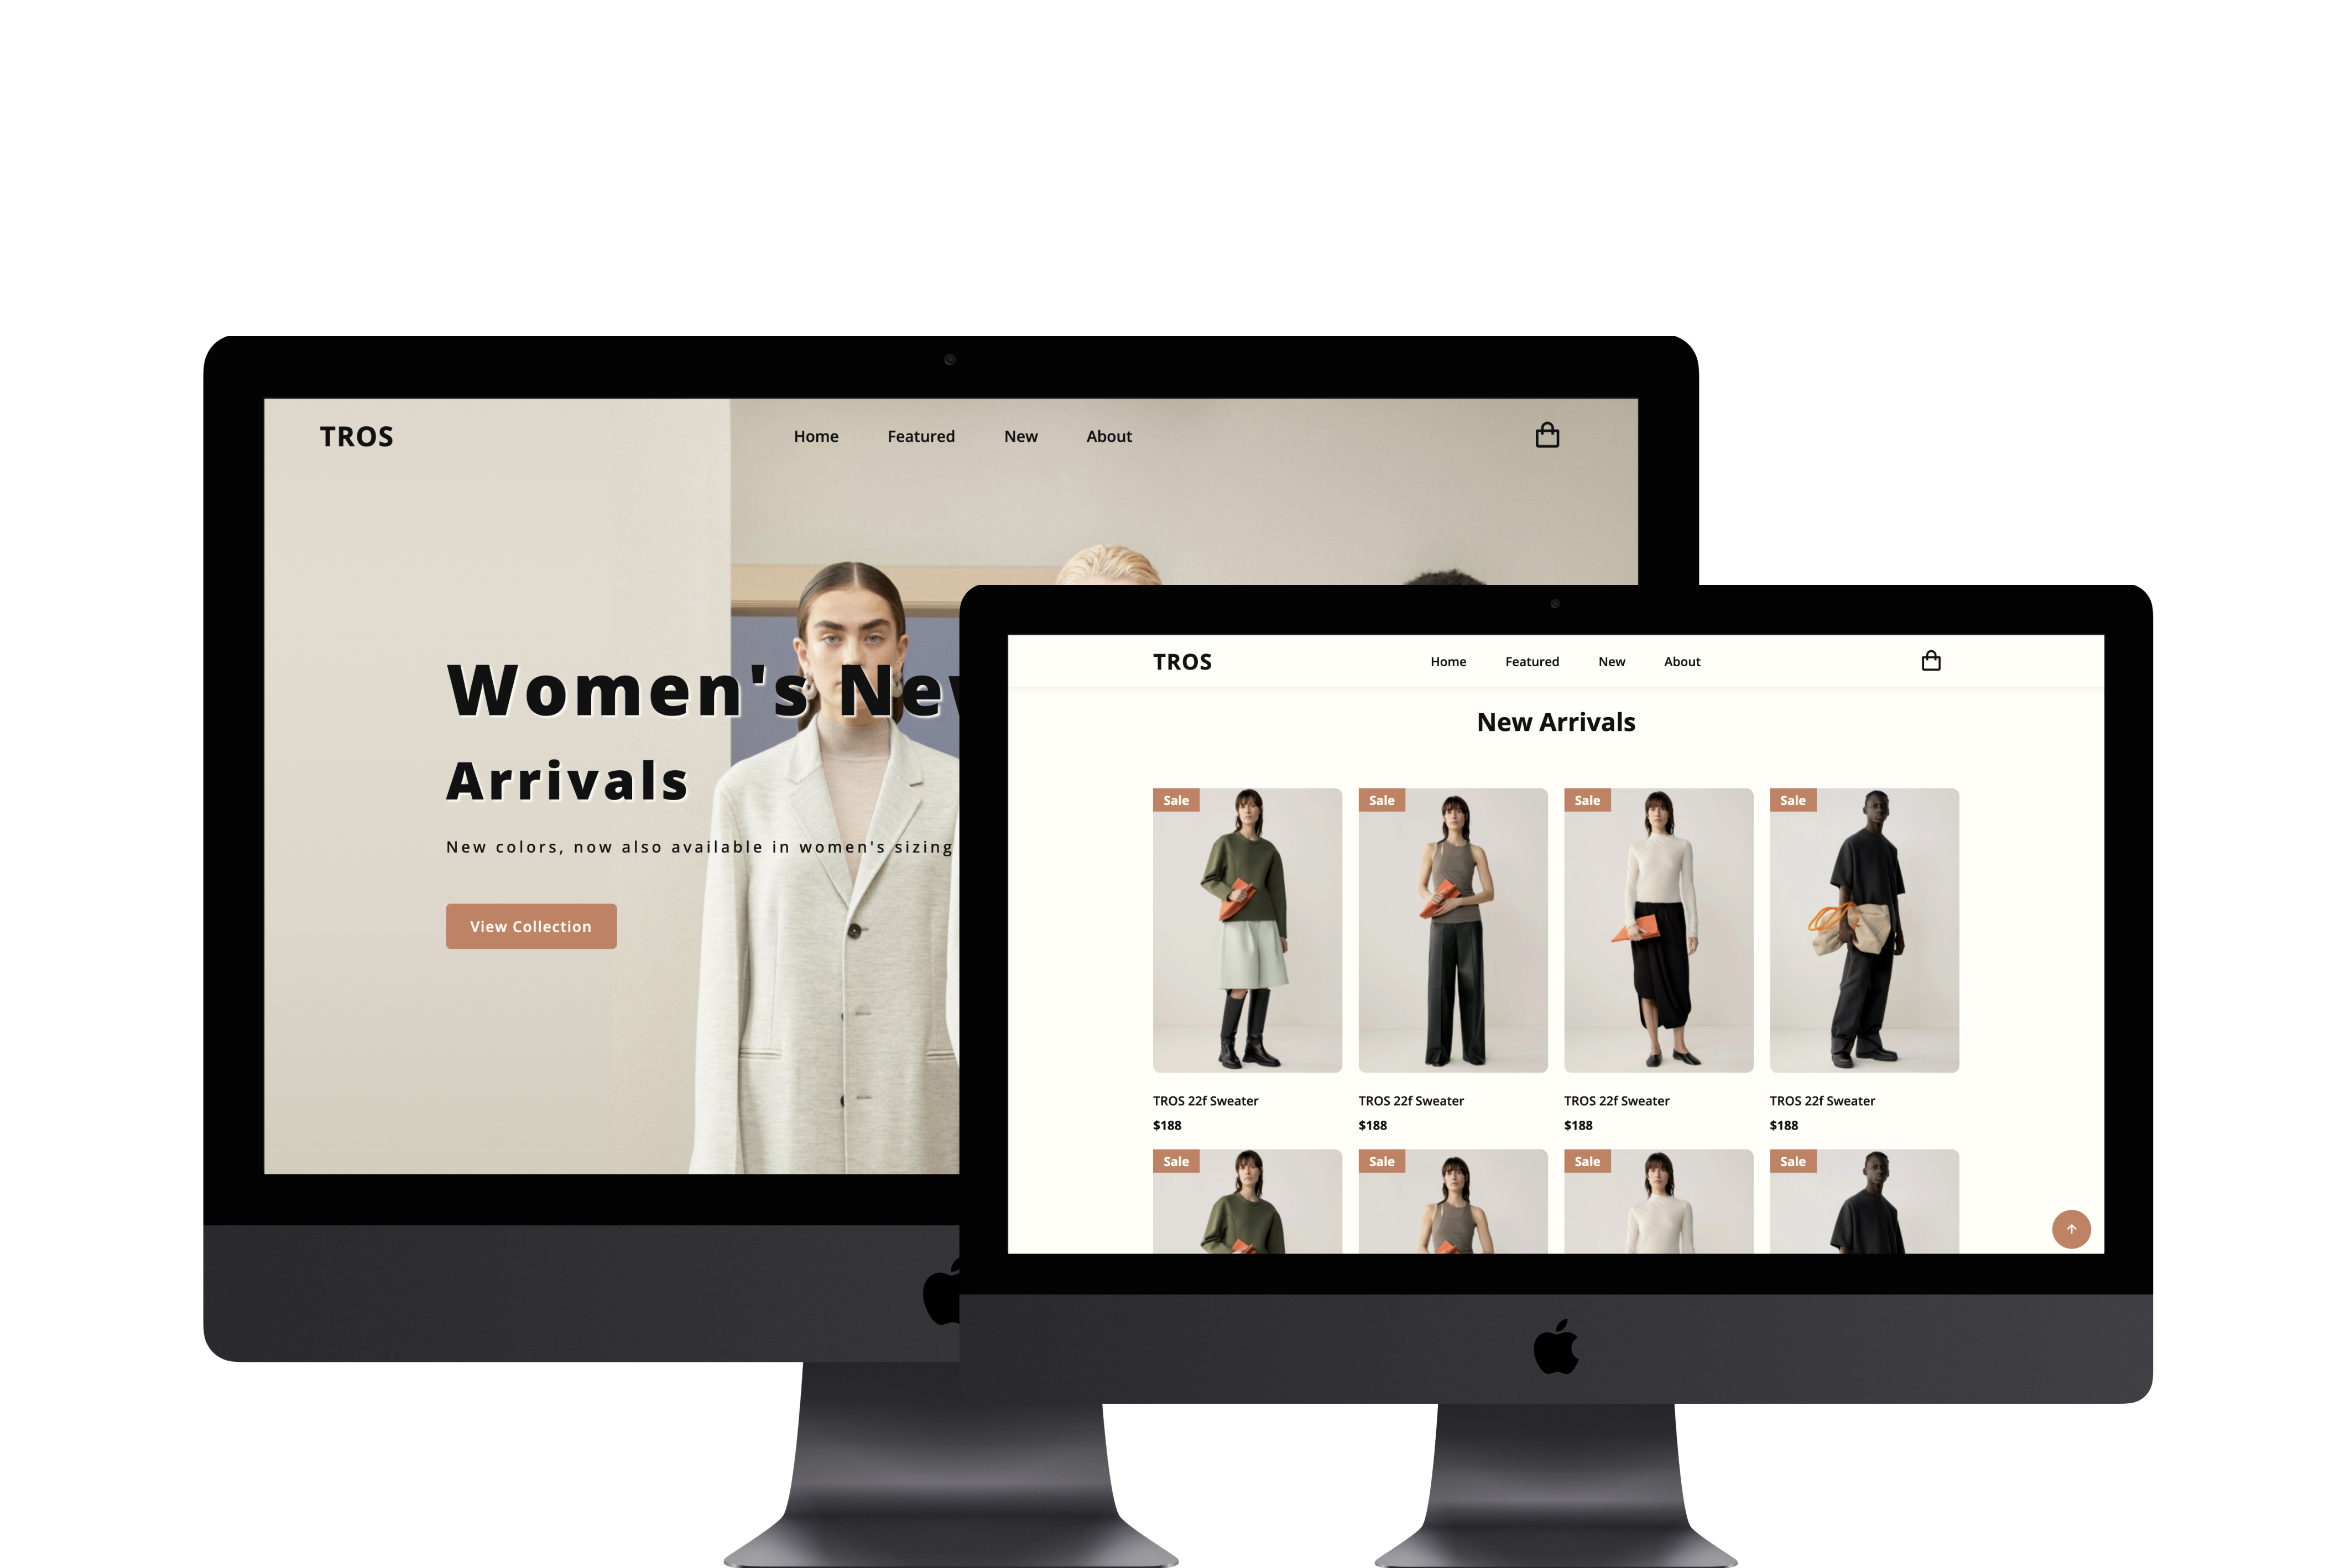 TROS
Home Featured New About
Women's
Arrivals
New colors, now also available in women's sizing
View Collection
TROS
Home Featured New About
New Arrivals
Sale Sale Sale Sale
TROS 22f Sweater TROS 22f Sweater TROS 22f Sweater TROS 22f Sweater
$188 $188 $188 $188
Sale Sale Sale Sale